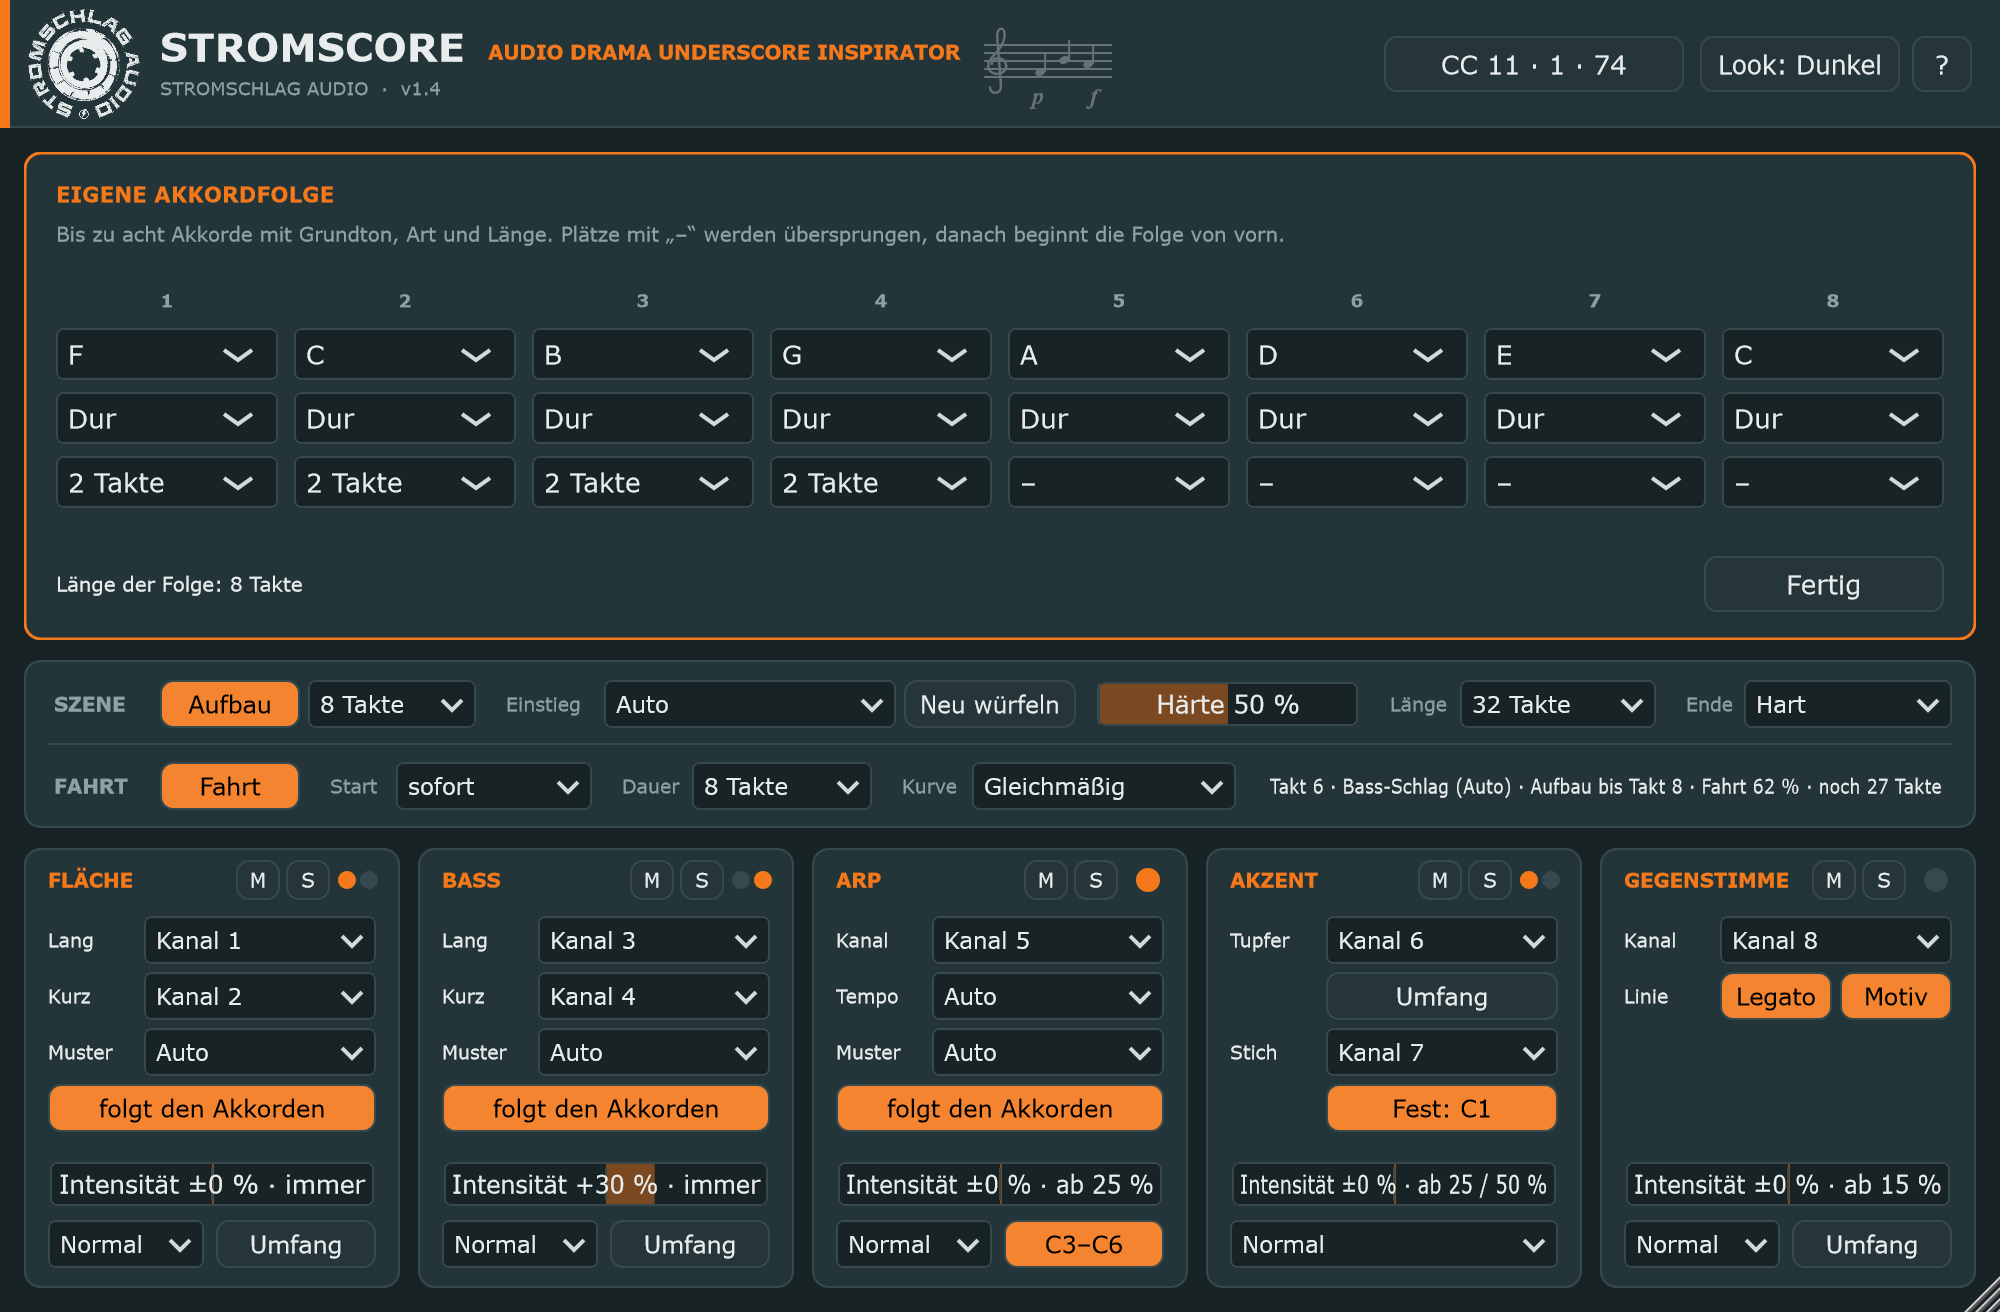 STROMSCHLAG AUDIO
STROMSCORE
AUDIO DRAMA UNDERSCORE INSPIRATOR
STROMSCHLAG AUDIO · v1.4
p f
CC 11 · 1 · 74
Look: Dunkel
?
EIGENE AKKORDFOLGE
Bis zu acht Akkorde mit Grundton, Art und Länge. Plätze mit „–“ werden übersprungen, danach beginnt die Folge von vorn.
1 2 3 4 5 6 7 8
F C B G A D E C
Dur Dur Dur Dur Dur Dur Dur Dur
2 Takte 2 Takte 2 Takte 2 Takte – – – –
Länge der Folge: 8 Takte
Fertig
SZENE Aufbau 8 Takte Einstieg Auto Neu würfeln Härte 50 % Länge 32 Takte Ende Hart
FAHRT Fahrt Start sofort Dauer 8 Takte Kurve Gleichmäßig Takt 6 · Bass-Schlag (Auto) · Aufbau bis Takt 8 · Fahrt 62 % · noch 27 Takte
FLÄCHE M S
Lang Kanal 1
Kurz Kanal 2
Muster Auto
folgt den Akkorden
Intensität ±0 % · immer
Normal Umfang
BASS M S
Lang Kanal 3
Kurz Kanal 4
Muster Auto
folgt den Akkorden
Intensität +30 % · immer
Normal Umfang
ARP M S
Kanal Kanal 5
Tempo Auto
Muster Auto
folgt den Akkorden
Intensität ±0 % · ab 25 %
Normal C3–C6
AKZENT M S
Tupfer Kanal 6
Umfang
Stich Kanal 7
Fest: C1
Intensität ±0 % · ab 25 / 50 %
Normal
GEGENSTIMME M S
Kanal Kanal 8
Linie Legato Motiv
Intensität ±0 % · ab 15 %
Normal Umfang